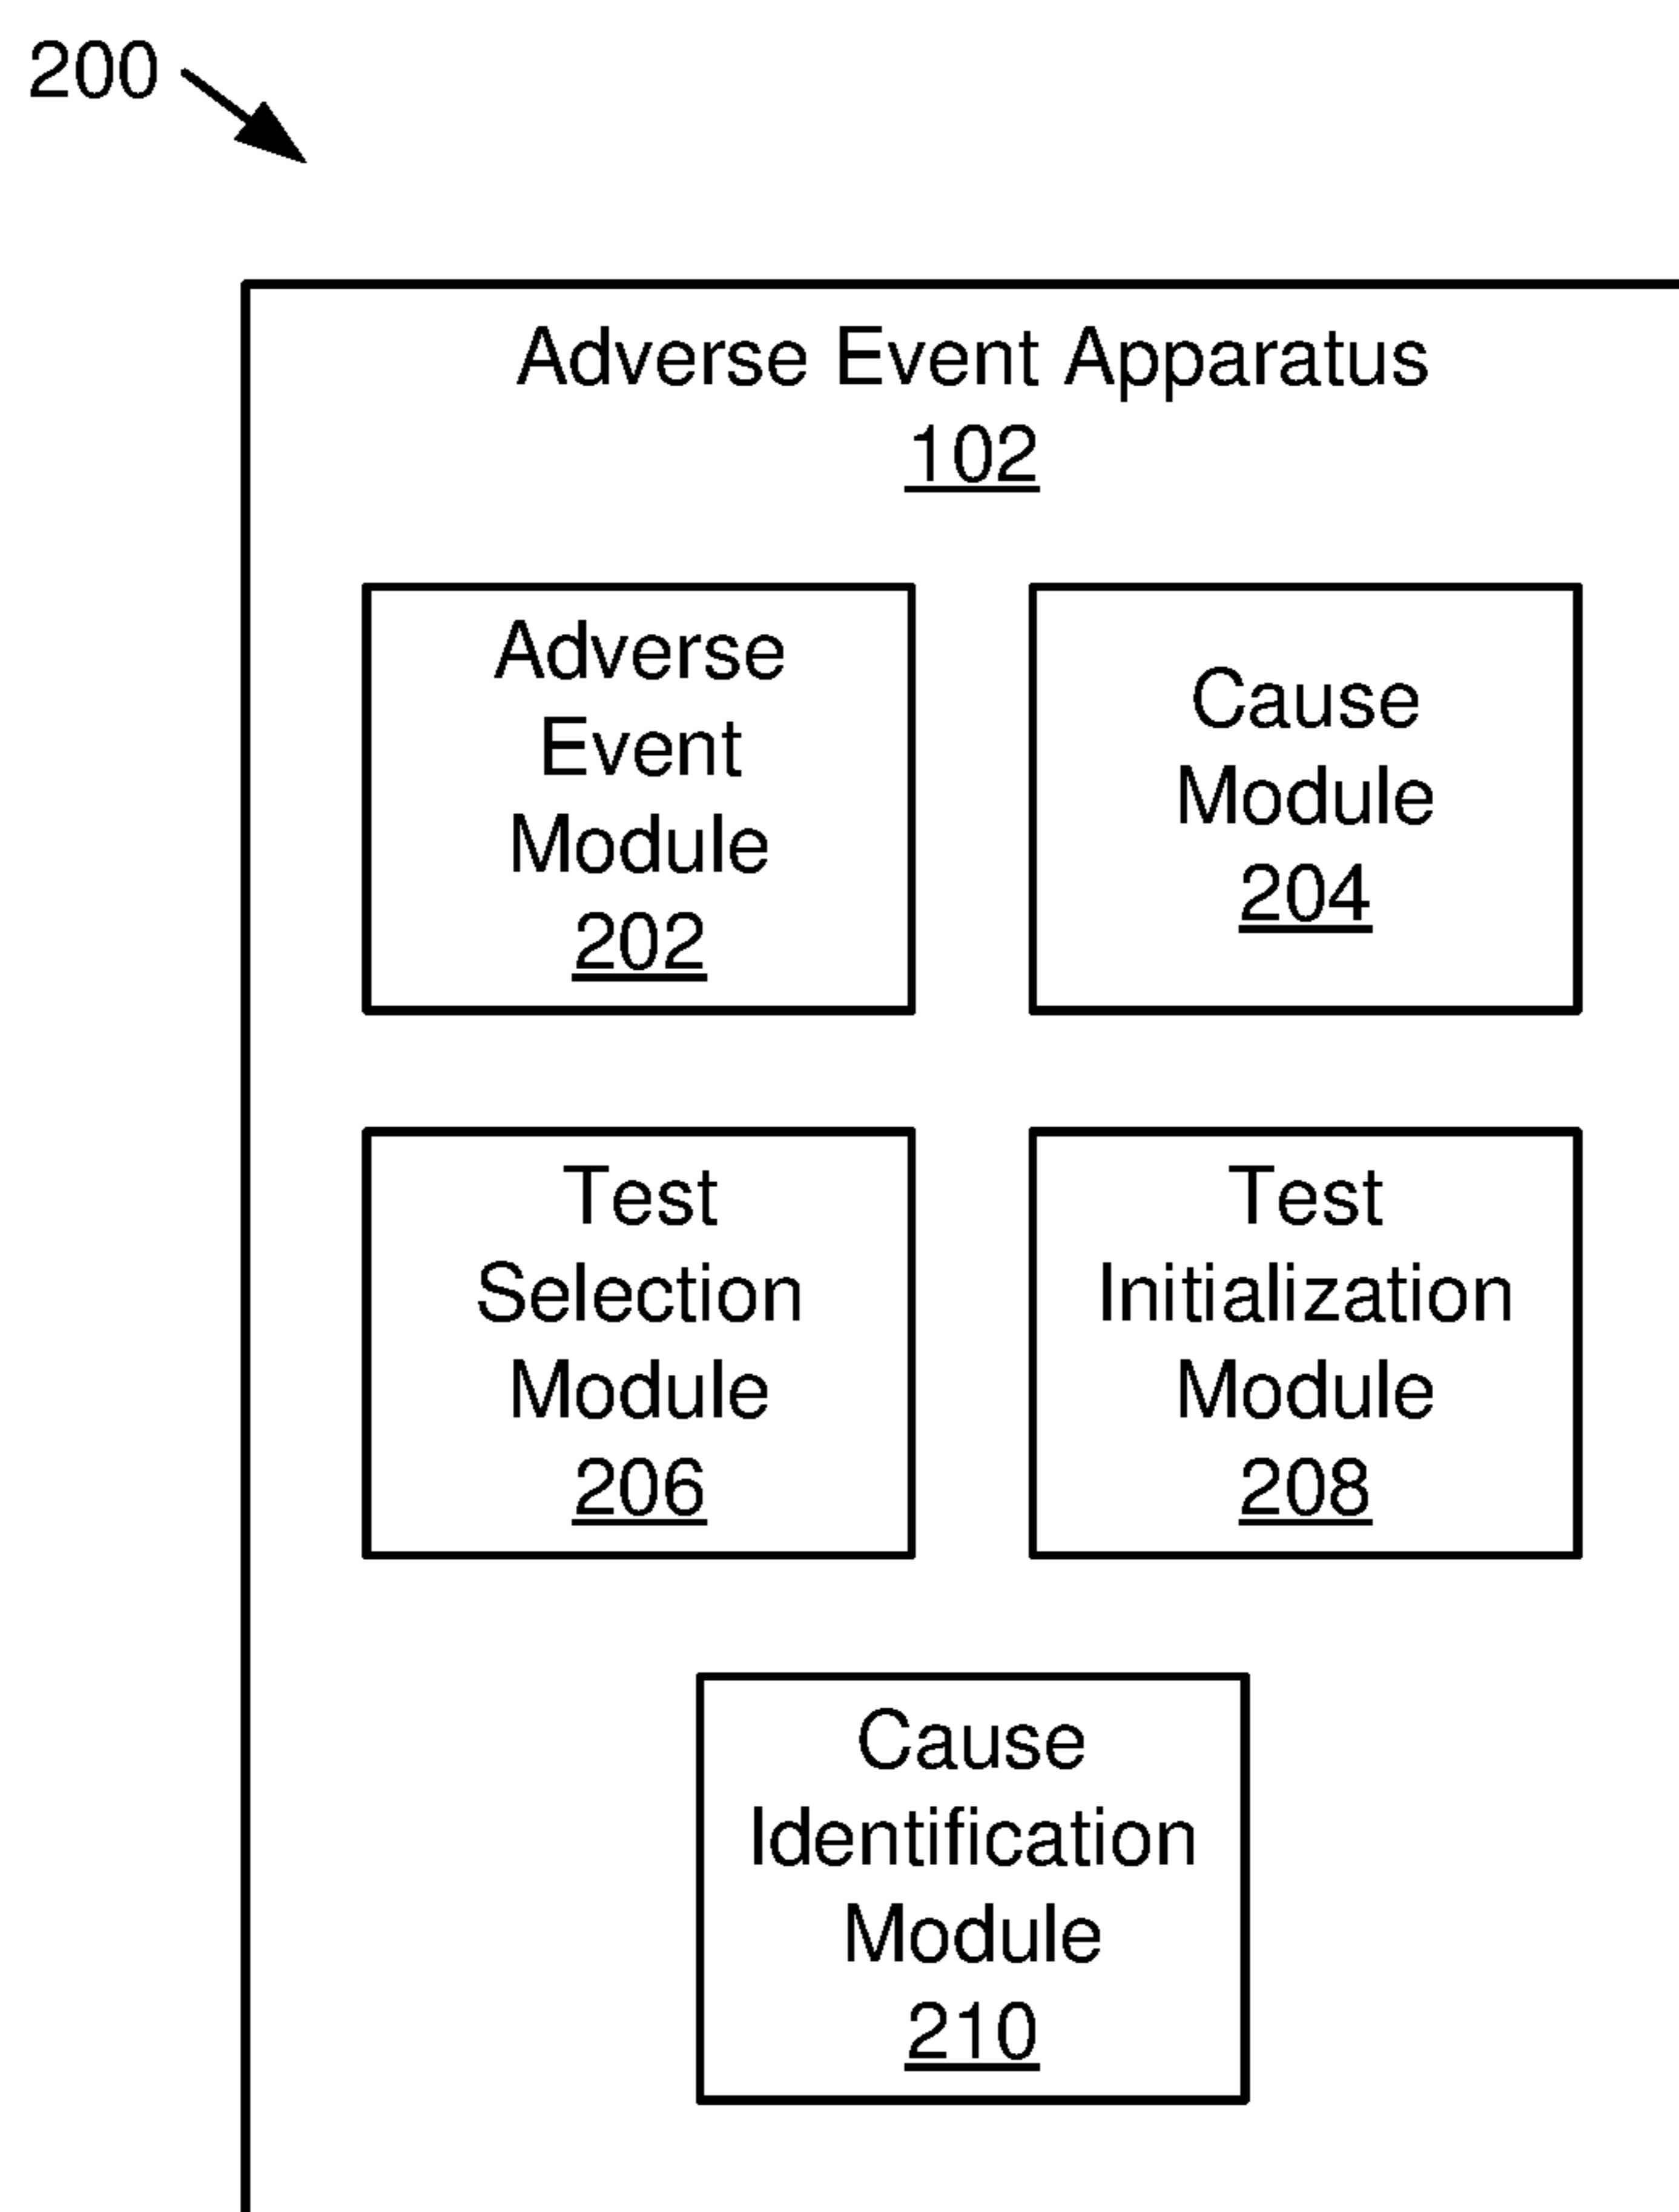 200
Adverse Event Apparatus
102
Adverse
Event
Module
202
Cause
Module
204
Test
Selection
Module
206
Test
Initialization
Module
208
Cause
Identification
Module
210